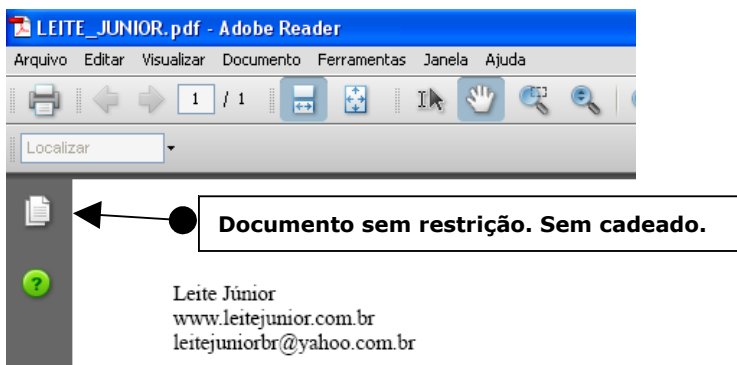 LEITE_JUNIOR.pdf - Adobe Reader
Arquivo Editar Visualizar Documento Ferramentas Janela Ajuda
1 / 1
Localizar
Documento sem restrição. Sem cadeado.
?
Leite Júnior
www.leitejunior.com.br
leitejuniorbr@yahoo.com.br